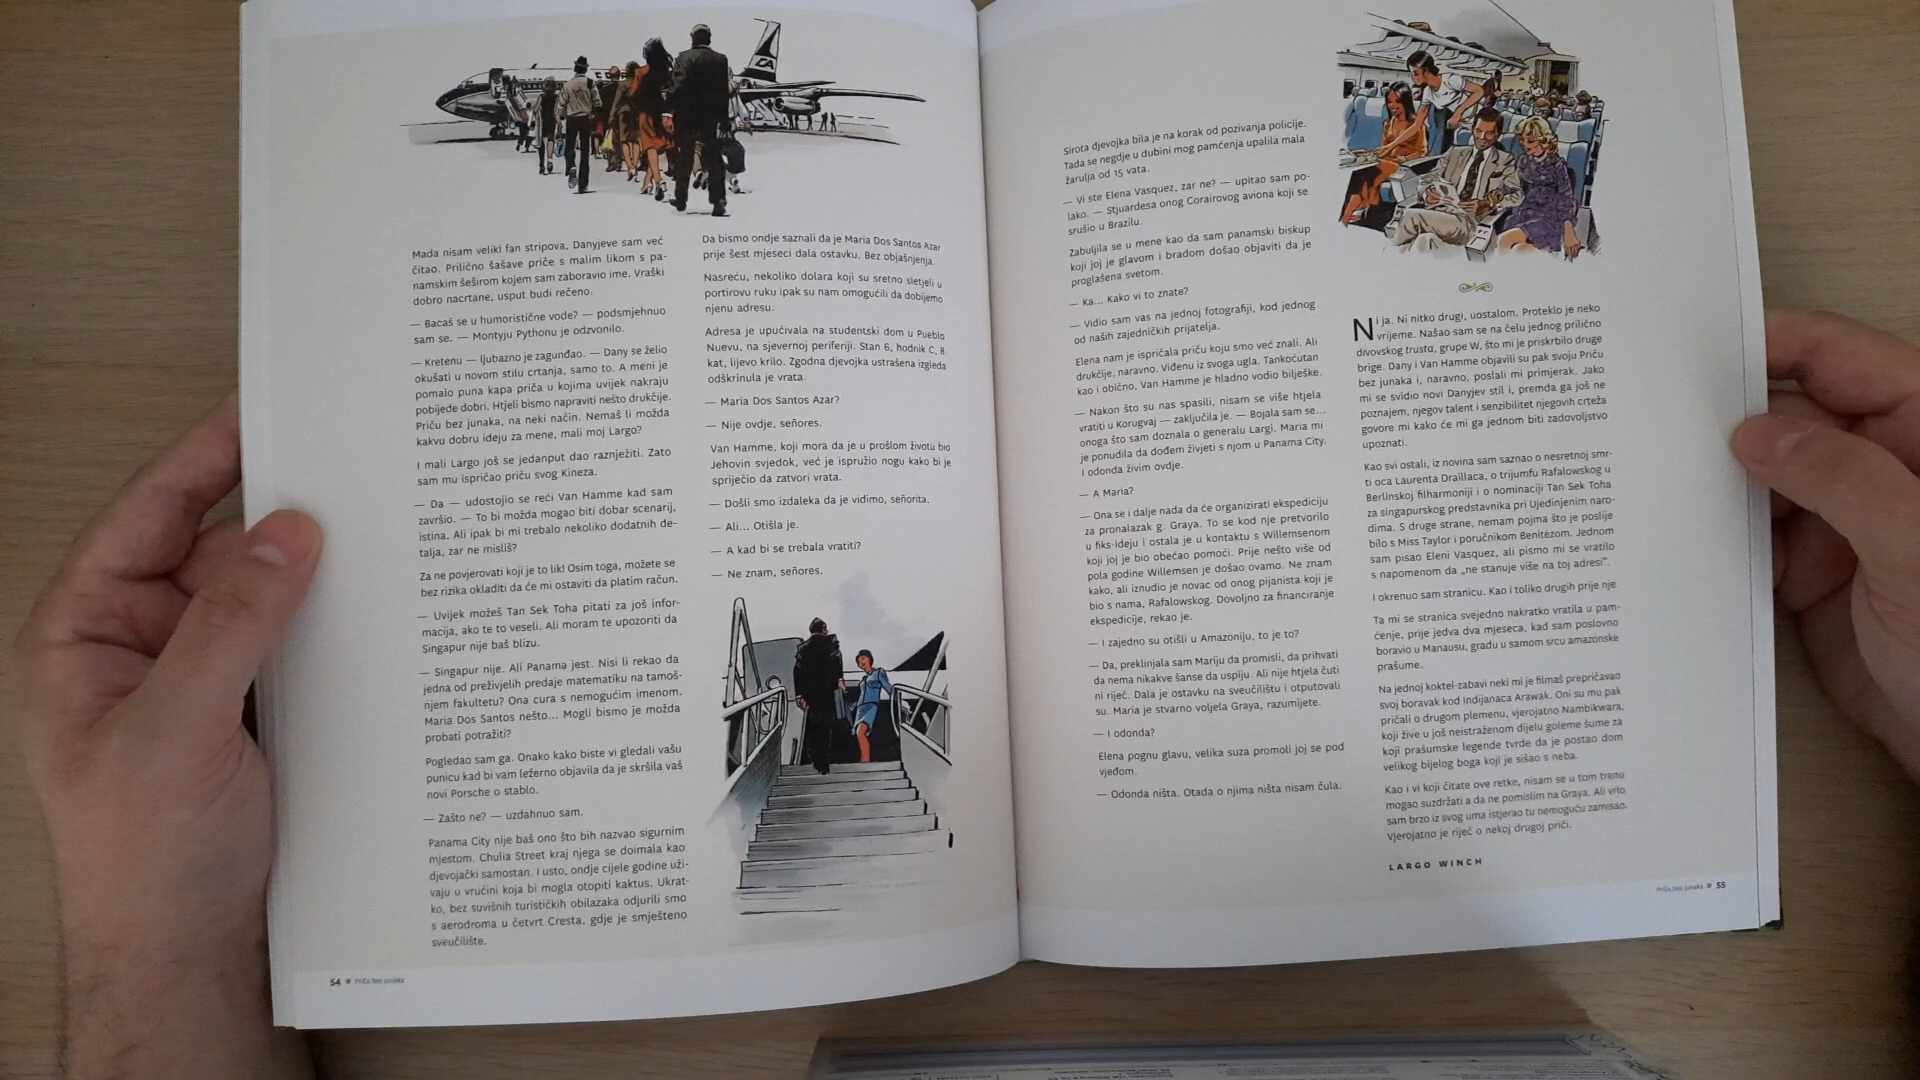 Mada nisam veliki fan stripova, Danyjeve sam već
čitao. Prilično šašave priče s malim likom s pa-
namskim šeširom kojem sam zaboravio ime. Vraški
dobro nacrtane, usput budi rečeno.
— Bacaš se u humoristične vode? — podsmjehnuo
sam se. — Montyju Pythonu je odzvonilo.
— Kretenu — ljubazno je zagunđao. — Dany se želio
okušati u novom stilu crtanja, samo to. A meni je
pomalo puna kapa priča u kojima uvijek nakraju
pobijede dobri. Htjeli bismo napraviti nešto drukčije.
Priču bez junaka, na neki način. Nemaš li možda
kakvu dobru ideju za mene, mali moj Largo?
I mali Largo još se jedanput dao raznježiti. Zato
sam mu ispričao priču svog Kineza.
— Da — udostojio se reći Van Hamme kad sam
završio. — To bi možda mogao biti dobar scenarij,
istina. Ali ipak bi mi trebalo nekoliko dodatnih de-
talja, zar ne misliš?
Za ne povjerovati koji je to lik! Osim toga, možete se
bez rizika okladiti da će mi ostaviti da platim račun.
— Uvijek možeš Tan Sek Toha pitati za još infor-
macija, ako te to veseli. Ali moram te upozoriti da
Singapur nije baš blizu.
— Singapur nije. Ali Panama jest. Nisi li rekao da
jedna od preživjelih predaje matematiku na tamoš-
njem fakultetu? Ona cura s nemogućim imenom.
Maria Dos Santos nešto... Mogli bismo je možda
probati potražiti?
Pogledao sam ga. Onako kako biste vi gledali vašu
punicu kad bi vam ležerno objavila da je skršila vaš
novi Porsche o stablo.
— Zašto ne? — uzdahnuo sam.
Panama City nije baš ono što bih nazvao sigurnim
mjestom. Chulia Street kraj njega se doimala kao
djevojački samostan. I usto, ondje cijele godine uži-
vaju u vrućini koja bi mogla otopiti kaktus. Ukrat-
ko, bez suvišnih turističkih obilazaka odjurili smo
s aerodroma u četvrt Cresta, gdje je smješteno
sveučilište.
54 Priča bez junaka
Da bismo ondje saznali da je Maria Dos Santos Azar
prije šest mjeseci dala ostavku. Bez objašnjenja.
Nasreću, nekoliko dolara koji su sretno sletjeli u
portirovu ruku ipak su nam omogućili da dobijemo
njenu adresu.
Adresa je upućivala na studentski dom u Pueblo
Nuevu, na sjevernoj periferiji. Stan 6, hodnik C, 8.
kat, lijevo krilo. Zgodna djevojka ustrašena izgleda
odškrinula je vrata.
— Maria Dos Santos Azar?
— Nije ovdje, señores.
Van Hamme, koji mora da je u prošlom životu bio
Jehovin svjedok, već je ispružio nogu kako bi je
spriječio da zatvori vrata.
— Došli smo izdaleka da je vidimo, señorita.
— Ali... Otišla je.
— A kad bi se trebala vratiti?
— Ne znam, señores.
Sirota djevojka bila je na korak od pozivanja policije.
Tada se negdje u dubini mog pamćenja upalila mala
žarulja od 15 vata.
— Vi ste Elena Vasquez, zar ne? — upitao sam po-
lako. — Stjuardesa onog Corairovog aviona koji se
srušio u Brazilu.
Zabuljila se u mene kao da sam panamski biskup
koji joj je glavom i bradom došao objaviti da je
proglašena svetom.
— Ka... Kako vi to znate?
— Vidio sam vas na jednoj fotografiji, kod jednog
od naših zajedničkih prijatelja.
Elena nam je ispričala priču koju smo već znali. Ali
drukčije, naravno. Viđenu iz svoga ugla. Tankoćutan
kao i obično, Van Hamme je hladno vodio bilješke.
— Nakon što su nas spasili, nisam se više htjela
vratiti u Korugvaj — zaključila je. — Bojala sam se...
onoga što sam doznala o generalu Largi. Maria mi
je ponudila da dođem živjeti s njom u Panama City.
I odonda živim ovdje.
— A Maria?
— Ona se i dalje nada da će organizirati ekspediciju
za pronalazak g. Graya. To se kod nje pretvorilo
u fiks-ideju i ostala je u kontaktu s Willemsenom
koji joj je bio obećao pomoći. Prije nešto više od
pola godine Willemsen je došao ovamo. Ne znam
kako, ali iznudio je novac od onog pijanista koji je
bio s nama, Rafalowskog. Dovoljno za financiranje
ekspedicije, rekao je.
— I zajedno su otišli u Amazoniju, to je to?
— Da, preklinjala sam Mariju da promisli, da prihvati
da nema nikakve šanse da uspiju. Ali nije htjela čuti
ni riječ. Dala je ostavku na sveučilištu i otputovali
su. Maria je stvarno voljela Graya, razumijete.
— I odonda?
Elena pognu glavu, velika suza promoli joj se pod
vjeđom.
— Odonda ništa. Otada o njima ništa nisam čula.
Ni ja. Ni nitko drugi, uostalom. Proteklo je neko
vrijeme. Našao sam se na čelu jednog prilično
divovskog trusta, grupe W, što mi je priskrbilo druge
brige. Dany i Van Hamme objavili su pak svoju Priču
bez junaka i, naravno, poslali mi primjerak. Jako
mi se svidio novi Danyjev stil i, premda ga još ne
poznajem, njegov talent i senzibilitet njegovih crteža
govore mi kako će mi ga jednom biti zadovoljstvo
upoznati.
Kao svi ostali, iz novina sam saznao o nesretnoj smr-
ti oca Laurenta Draillaca, o trijumfu Rafalowskog u
Berlinskoj filharmoniji i o nominaciji Tan Sek Toha
za singapurskog predstavnika pri Ujedinjenim naro-
dima. S druge strane, nemam pojma što je poslije
bilo s Miss Taylor i poručnikom Benitézom. Jednom
sam pisao Eleni Vasquez, ali pismo mi se vratilo
s napomenom da „ne stanuje više na toj adresi”.
I okrenuo sam stranicu. Kao i toliko drugih prije nje.
Ta mi se stranica svejedno nakratko vratila u pam-
ćenje, prije jedva dva mjeseca, kad sam poslovno
boravio u Manausu, gradu u samom srcu amazonske
prašume.
Na jednoj koktel-zabavi neki mi je filmaš prepričavao
svoj boravak kod Indijanaca Arawak. Oni su mu pak
pričali o drugom plemenu, vjerojatno Nambikwara,
koji žive u još neistraženom dijelu goleme šume za
koji prašumske legende tvrde da je postao dom
velikog bijelog boga koji je sišao s neba.
Kao i vi koji čitate ove retke, nisam se u tom trenu
mogao suzdržati a da ne pomislim na Graya. Ali vrlo
sam brzo iz svog uma istjerao tu nemoguću zamisao.
Vjerojatno je riječ o nekoj drugoj priči.
LARGO WINCH
Priča bez junaka 55